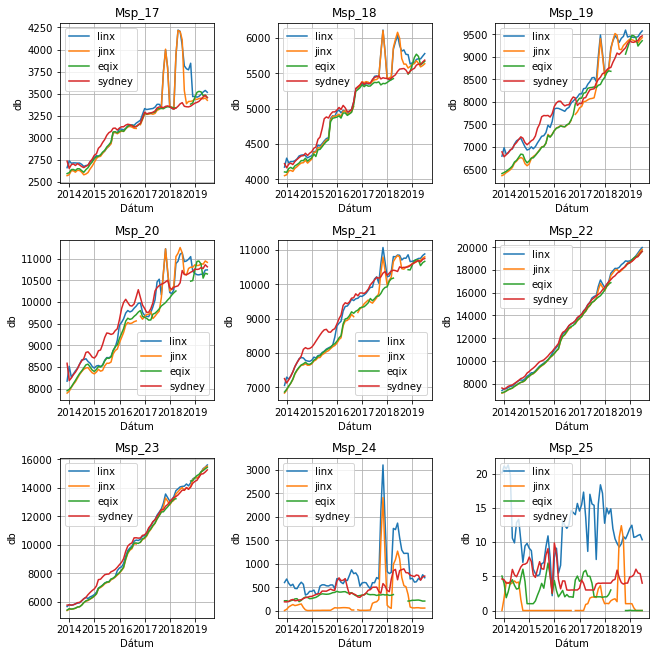 Msp_17
Msp_18
Msp_19
linx
jinx
eqix
sydney
linx
jinx
eqix
sydney
linx
jinx
eqix
sydney
db
4250
4000
3750
3500
3250
3000
2750
2500
db
6000
5500
5000
4500
4000
db
9500
9000
8500
8000
7500
7000
6500
2014 2015 2016 2017 2018 2019
2014 2015 2016 2017 2018 2019
2014 2015 2016 2017 2018 2019
Dátum
Dátum
Dátum
Msp_20
Msp_21
Msp_22
linx
jinx
eqix
sydney
linx
jinx
eqix
sydney
linx
jinx
eqix
sydney
db
11000
10500
10000
9500
9000
8500
8000
db
11000
10000
9000
8000
7000
db
20000
18000
16000
14000
12000
10000
8000
2014 2015 2016 2017 2018 2019
2014 2015 2016 2017 2018 2019
2014 2015 2016 2017 2018 2019
Dátum
Dátum
Dátum
Msp_23
Msp_24
Msp_25
linx
jinx
eqix
sydney
linx
jinx
eqix
sydney
linx
jinx
eqix
sydney
db
16000
14000
12000
10000
8000
6000
db
3000
2500
2000
1500
1000
500
0
db
20
15
10
5
0
2014 2015 2016 2017 2018 2019
2014 2015 2016 2017 2018 2019
2014 2015 2016 2017 2018 2019
Dátum
Dátum
Dátum